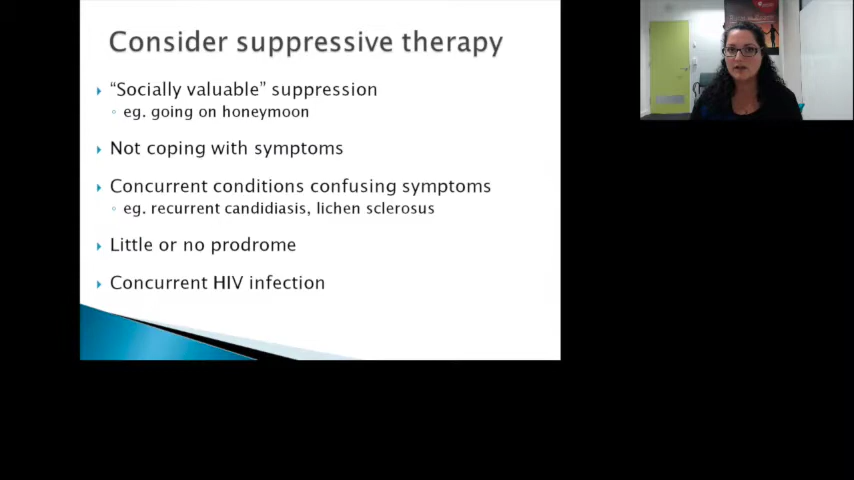 Consider suppressive therapy
"Socially valuable" suppression
eg. going on honeymoon
Not coping with symptoms
Concurrent conditions confusing symptoms
eg. recurrent candidiasis, lichen sclerosus
Little or no prodrome
Concurrent HIV infection